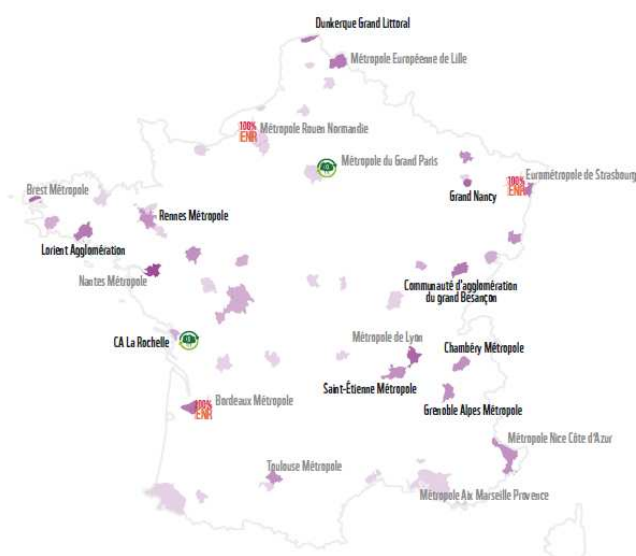 Dunkerque Grand Littoral
Métropole Européenne de Lille
100%
ENR
Métropole Rouen Normandie
Métropole du Grand Paris
100%
ENR
Eurométropole de Strasbourg
Brest Métropole
Grand Nancy
Rennes Métropole
Lorient Agglomération
Nantes Métropole
Communauté d'agglomération
du grand Besançon
CA La Rochelle
Métropole de Lyon
Chambéry Métropole
Saint-Étienne Métropole
100%
ENR
Bordeaux Métropole
Grenoble Alpes Métropole
Métropole Nice Côte d'Azur
Toulouse Métropole
Métropole Aix Marseille Provence